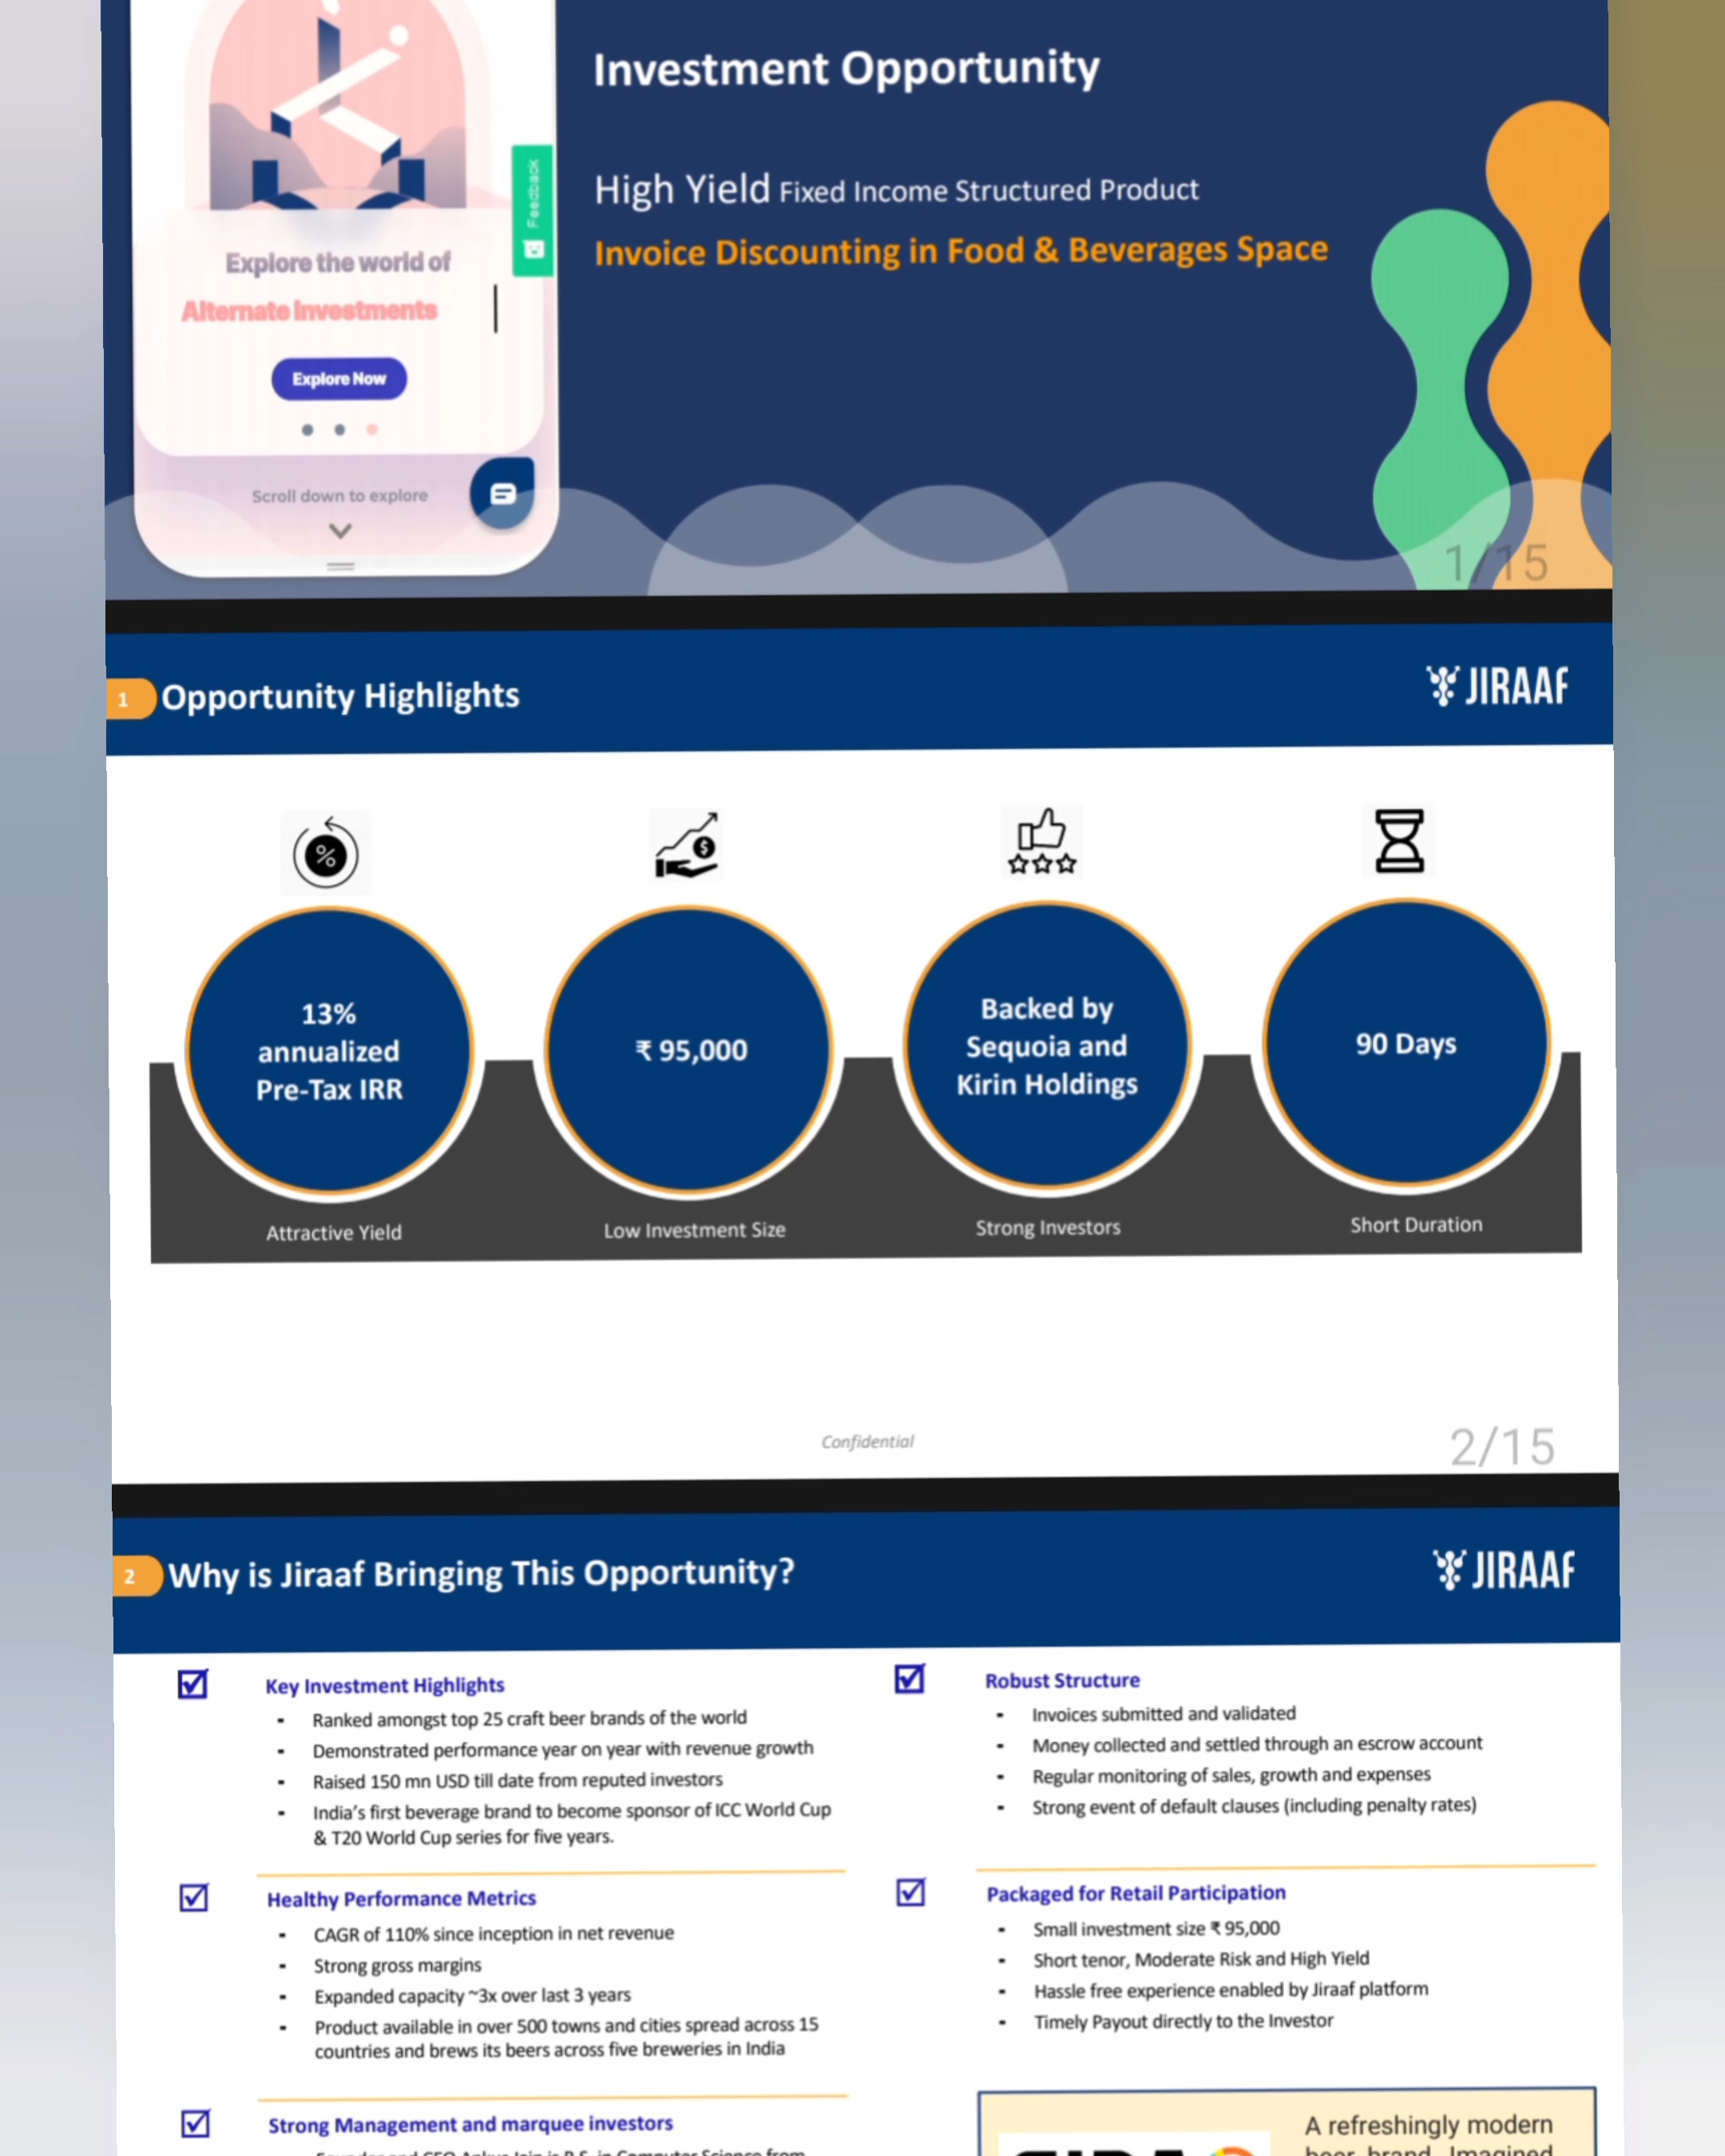 Investment Opportunity
High Yield Fixed Income Structured Product
Invoice Discounting in Food & Beverages Space
Feedback
Explore the world of
Alternate Investments
Explore Now
Scroll down to explore
1/15
1 Opportunity Highlights
JIRAAF
13%
annualized
Pre-Tax IRR
₹ 95,000
Backed by
Sequoia and
Kirin Holdings
90 Days
Attractive Yield
Low Investment Size
Strong Investors
Short Duration
Confidential
2/15
2 Why is Jiraaf Bringing This Opportunity?
JIRAAF
Key Investment Highlights
▪ Ranked amongst top 25 craft beer brands of the world
▪ Demonstrated performance year on year with revenue growth
▪ Raised 150 mn USD till date from reputed investors
▪ India's first beverage brand to become sponsor of ICC World Cup
& T20 World Cup series for five years.
Healthy Performance Metrics
▪ CAGR of 110% since inception in net revenue
▪ Strong gross margins
▪ Expanded capacity ~3x over last 3 years
▪ Product available in over 500 towns and cities spread across 15
countries and brews its beers across five breweries in India
Strong Management and marquee investors
Robust Structure
▪ Invoices submitted and validated
▪ Money collected and settled through an escrow account
▪ Regular monitoring of sales, growth and expenses
▪ Strong event of default clauses (including penalty rates)
Packaged for Retail Participation
▪ Small investment size ₹ 95,000
▪ Short tenor, Moderate Risk and High Yield
▪ Hassle free experience enabled by Jiraaf platform
▪ Timely Payout directly to the Investor
A refreshingly modern